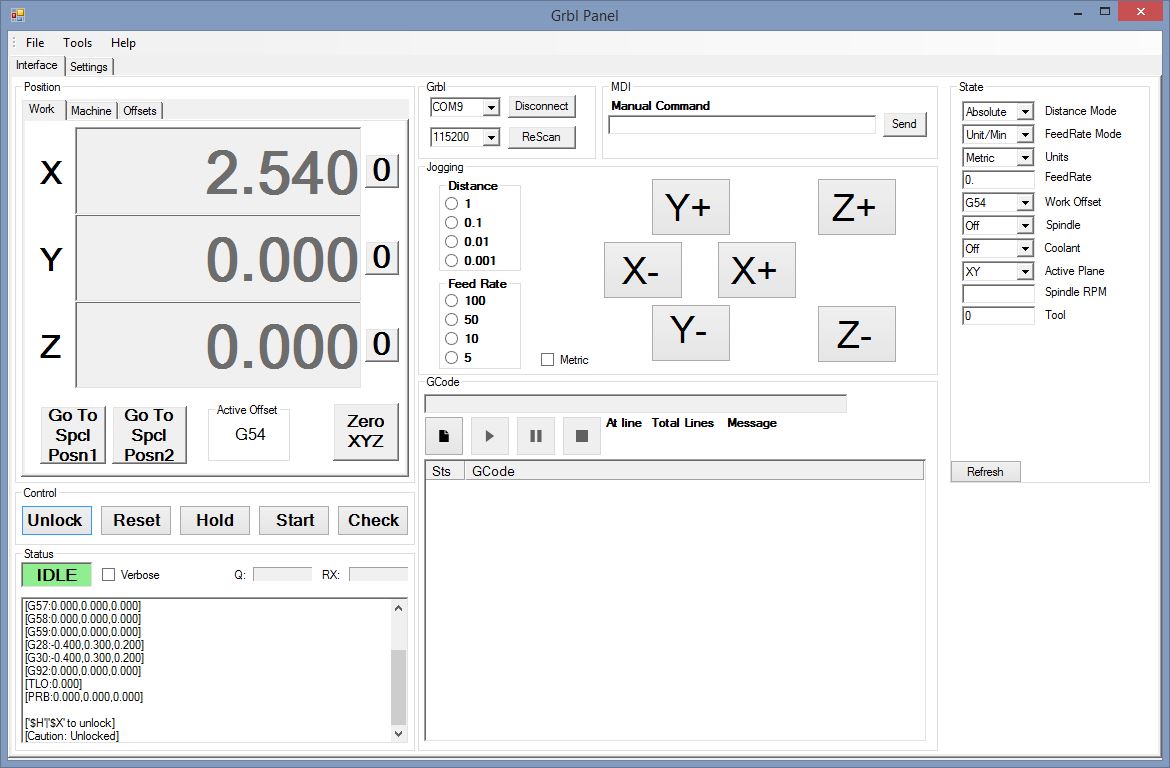 Grbl Panel
File Tools Help
Interface Settings
Position
Work Machine Offsets
X 2.540 0
Y 0.000 0
Z 0.000 0
Go To Spcl Posn1
Go To Spcl Posn2
Active Offset
G54
Zero XYZ
Control
Unlock Reset Hold Start Check
Status
IDLE Verbose Q: RX:
[G57:0.000,0.000,0.000]
[G58:0.000,0.000,0.000]
[G59:0.000,0.000,0.000]
[G28:-0.400,0.300,0.200]
[G30:-0.400,0.300,0.200]
[G92:0.000,0.000,0.000]
[TLO:0.000]
[PRB:0.000,0.000,0.000]
['$H'|'$X' to unlock]
[Caution: Unlocked]
Grbl
COM9 Disconnect
115200 ReScan
MDI
Manual Command
Send
Jogging
Distance
1
0.1
0.01
0.001
Feed Rate
100
50
10
5
Metric
Y+ Z+
X- X+
Y- Z-
GCode
At line Total Lines Message
Sts GCode
State
Absolute Distance Mode
Unit/Min FeedRate Mode
Metric Units
0. FeedRate
G54 Work Offset
Off Spindle
Off Coolant
XY Active Plane
Spindle RPM
0 Tool
Refresh